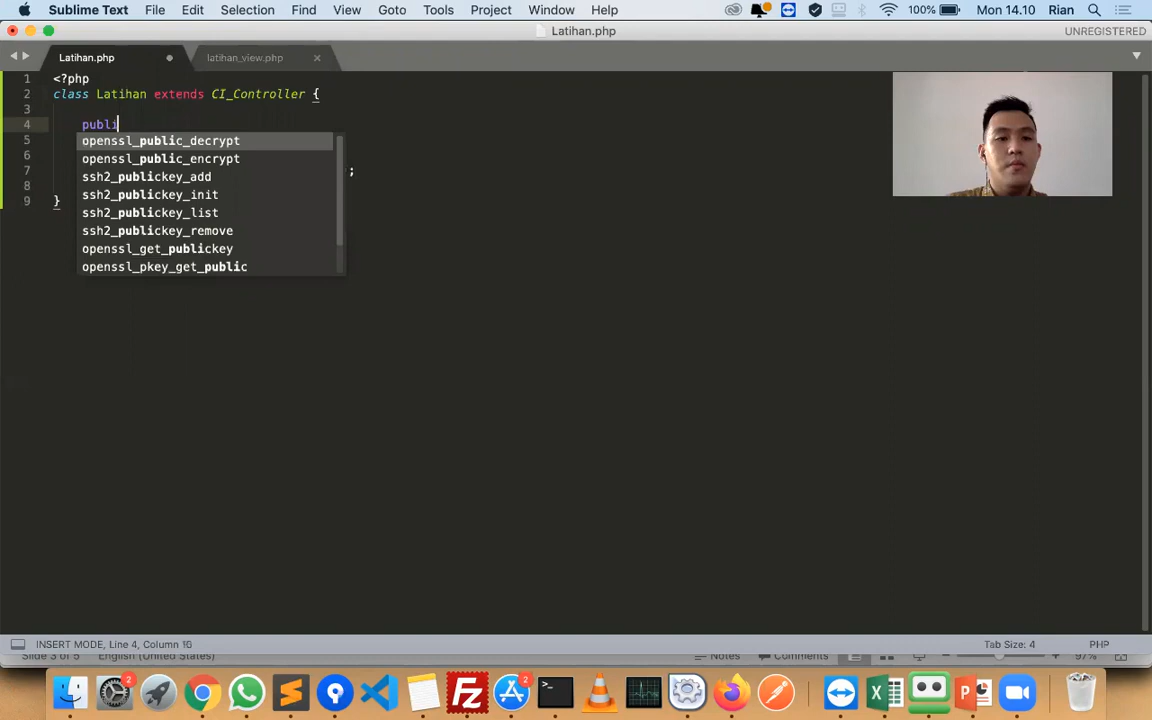 Sublime Text File Edit Selection Find View Goto Tools Project Window Help 100% Mon 14.10 Rian
Latihan.php UNREGISTERED
Latihan.php latihan_view.php
1 <?php
2 class Latihan extends CI_Controller {
3
4 publi
5 openssl_public_decrypt
6 openssl_public_encrypt
7 ssh2_publickey_add ;
8 ssh2_publickey_init
9 } ssh2_publickey_list
ssh2_publickey_remove
openssl_get_publickey
openssl_pkey_get_public
INSERT MODE, Line 4, Column 16 Tab Size: 4 PHP
Slide 3 of 5 English (United States) Notes Comments 97%
2 2